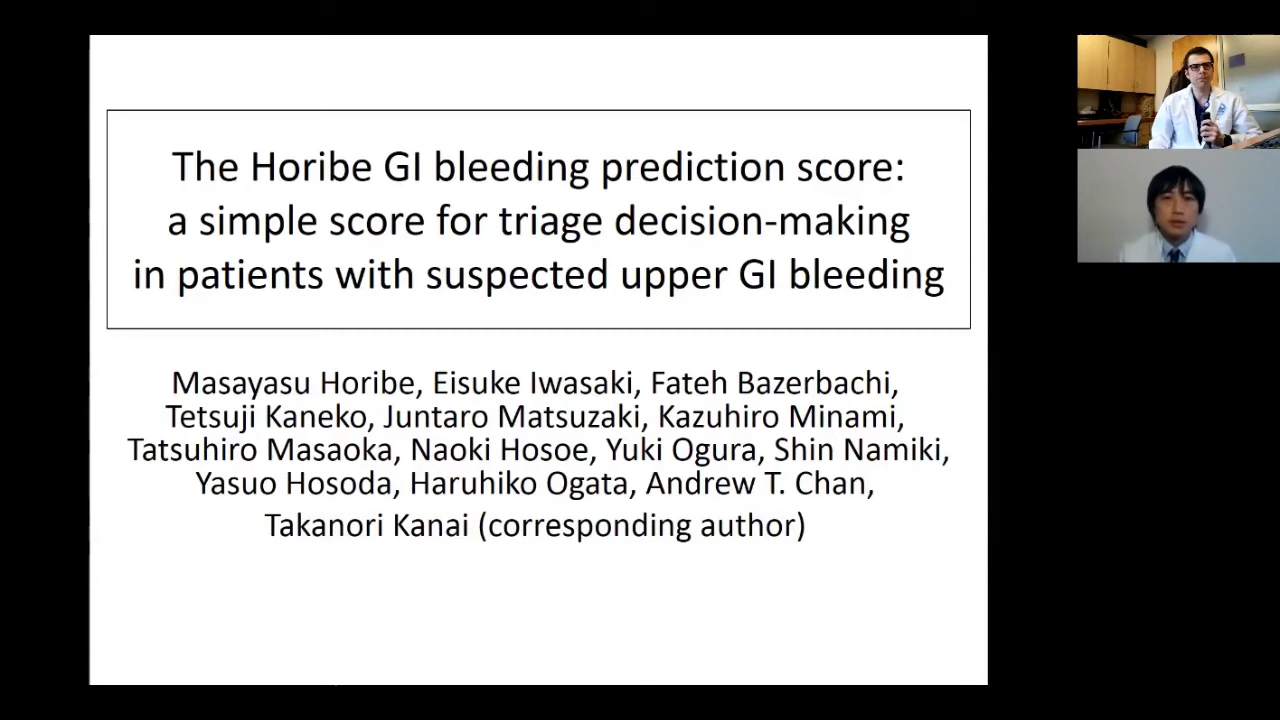 The Horibe GI bleeding prediction score:
a simple score for triage decision-making
in patients with suspected upper GI bleeding
Masayasu Horibe, Eisuke Iwasaki, Fateh Bazerbachi,
Tetsuji Kaneko, Juntaro Matsuzaki, Kazuhiro Minami,
Tatsuhiro Masaoka, Naoki Hosoe, Yuki Ogura, Shin Namiki,
Yasuo Hosoda, Haruhiko Ogata, Andrew T. Chan,
Takanori Kanai (corresponding author)